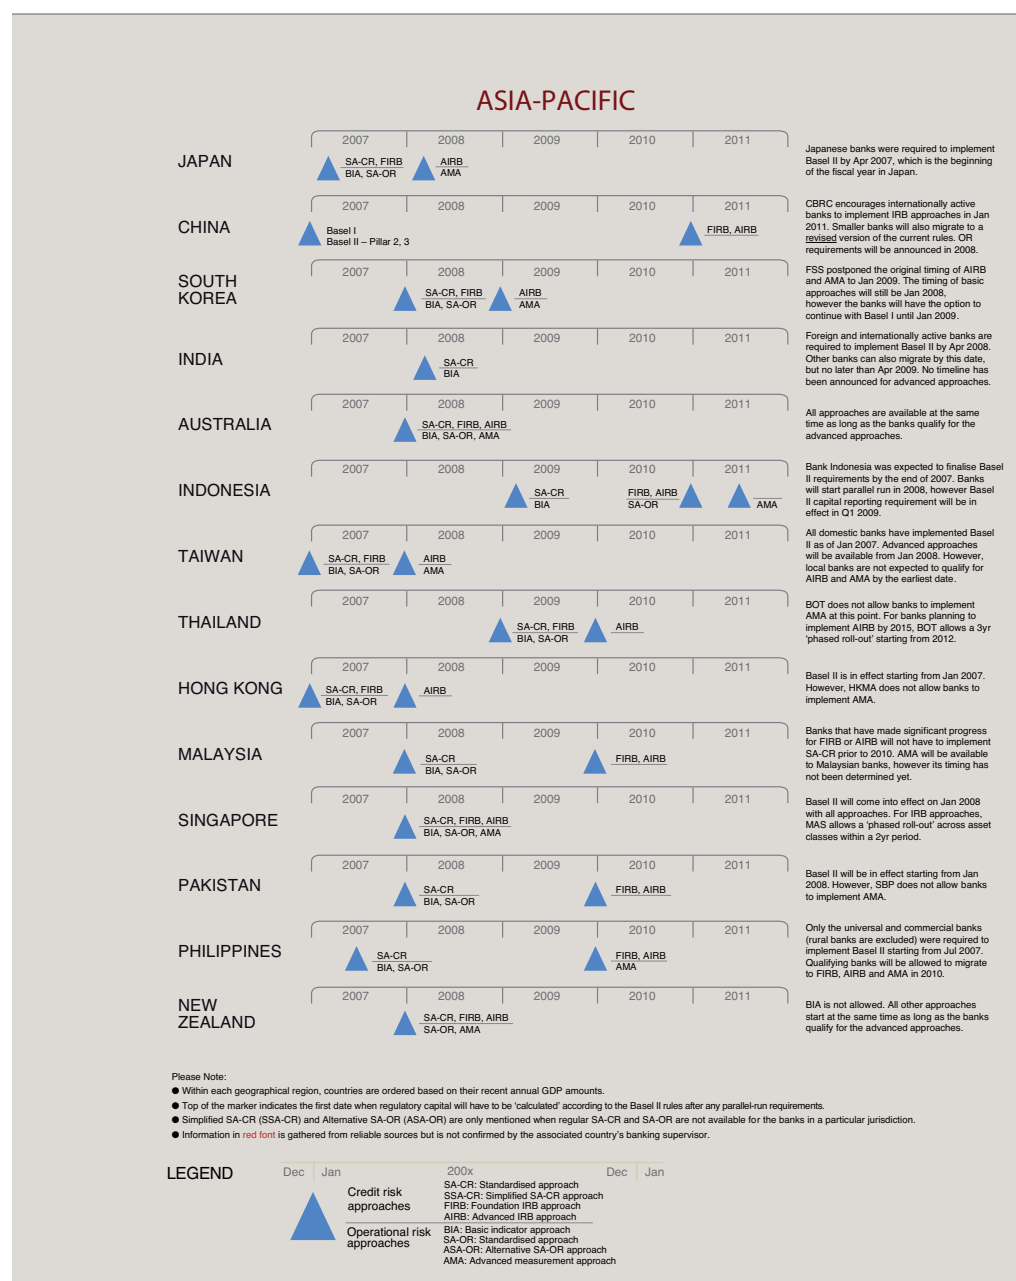 ASIA-PACIFIC
JAPAN
2007 2008 2009 2010 2011
SA-CR, FIRB
BIA, SA-OR
AIRB
AMA
Japanese banks were required to implement
Basel II by Apr 2007, which is the beginning
of the fiscal year in Japan.
CHINA
2007 2008 2009 2010 2011
Basel I
Basel II – Pillar 2, 3
FIRB, AIRB
CBRC encourages internationally active
banks to implement IRB approaches in Jan
2011. Smaller banks will also migrate to a
revised version of the current rules. OR
requirements will be announced in 2008.
SOUTH
KOREA
2007 2008 2009 2010 2011
SA-CR, FIRB
BIA, SA-OR
AIRB
AMA
FSS postponed the original timing of AIRB
and AMA to Jan 2009. The timing of basic
approaches will still be Jan 2008,
however the banks will have the option to
continue with Basel I until Jan 2009.
INDIA
2007 2008 2009 2010 2011
SA-CR
BIA
Foreign and internationally active banks are
required to implement Basel II by Apr 2008.
Other banks can also migrate by this date,
but no later than Apr 2009. No timeline has
been announced for advanced approaches.
AUSTRALIA
2007 2008 2009 2010 2011
SA-CR, FIRB, AIRB
BIA, SA-OR, AMA
All approaches are available at the same
time as long as the banks qualify for the
advanced approaches.
INDONESIA
2007 2008 2009 2010 2011
SA-CR
BIA
FIRB, AIRB
SA-OR
AMA
Bank Indonesia was expected to finalise Basel
II requirements by the end of 2007. Banks
will start parallel run in 2008, however Basel
II capital reporting requirement will be in
effect in Q1 2009.
TAIWAN
2007 2008 2009 2010 2011
SA-CR, FIRB
BIA, SA-OR
AIRB
AMA
All domestic banks have implemented Basel
II as of Jan 2007. Advanced approaches
will be available from Jan 2008. However,
local banks are not expected to qualify for
AIRB and AMA by the earliest date.
THAILAND
2007 2008 2009 2010 2011
SA-CR, FIRB
BIA, SA-OR
AIRB
BOT does not allow banks to implement
AMA at this point. For banks planning to
implement AIRB by 2015, BOT allows a 3yr
‘phased roll-out’ starting from 2012.
HONG KONG
2007 2008 2009 2010 2011
SA-CR, FIRB
BIA, SA-OR
AIRB
Basel II is in effect starting from Jan 2007.
However, HKMA does not allow banks to
implement AMA.
MALAYSIA
2007 2008 2009 2010 2011
SA-CR
BIA, SA-OR
FIRB, AIRB
Banks that have made significant progress
for FIRB or AIRB will not have to implement
SA-CR prior to 2010. AMA will be available
to Malaysian banks, however its timing has
not been determined yet.
SINGAPORE
2007 2008 2009 2010 2011
SA-CR, FIRB, AIRB
BIA, SA-OR, AMA
Basel II will come into effect on Jan 2008
with all approaches. For IRB approaches,
MAS allows a ‘phased roll-out’ across asset
classes within a 2yr period.
PAKISTAN
2007 2008 2009 2010 2011
SA-CR
BIA, SA-OR
FIRB, AIRB
Basel II will be in effect starting from Jan
2008. However, SBP does not allow banks
to implement AMA.
PHILIPPINES
2007 2008 2009 2010 2011
SA-CR
BIA, SA-OR
FIRB, AIRB
AMA
Only the universal and commercial banks
(rural banks are excluded) were required to
implement Basel II starting from Jul 2007.
Qualifying banks will be allowed to migrate
to FIRB, AIRB and AMA in 2010.
NEW
ZEALAND
2007 2008 2009 2010 2011
SA-CR, FIRB, AIRB
SA-OR, AMA
BIA is not allowed. All other approaches
start at the same time as long as the banks
qualify for the advanced approaches.
Please Note:
● Within each geographical region, countries are ordered based on their recent annual GDP amounts.
● Top of the marker indicates the first date when regulatory capital will have to be ‘calculated’ according to the Basel II rules after any parallel-run requirements.
● Simplified SA-CR (SSA-CR) and Alternative SA-OR (ASA-OR) are only mentioned when regular SA-CR and SA-OR are not available for the banks in a particular jurisdiction.
● Information in red font is gathered from reliable sources but is not confirmed by the associated country’s banking supervisor.
LEGEND
Dec Jan 200x Dec Jan
Credit risk
approaches
SA-CR: Standardised approach
SSA-CR: Simplified SA-CR approach
FIRB: Foundation IRB approach
AIRB: Advanced IRB approach
Operational risk
approaches
BIA: Basic indicator approach
SA-OR: Standardised approach
ASA-OR: Alternative SA-OR approach
AMA: Advanced measurement approach